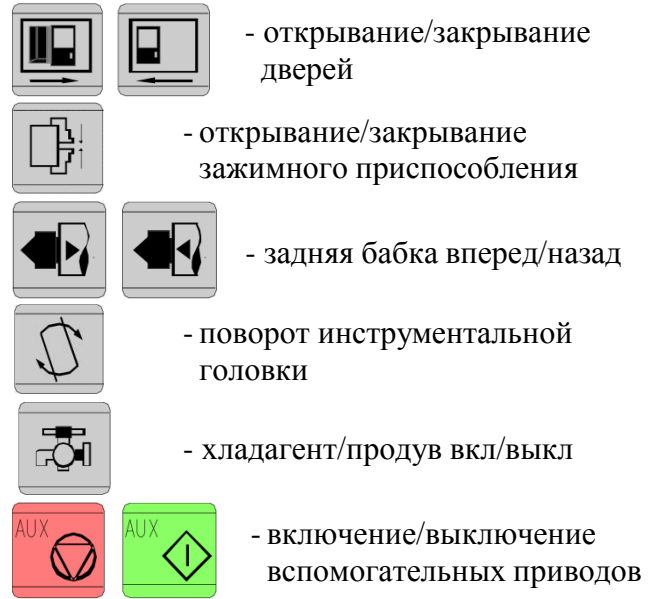 - открывание/закрывание
дверей
- открывание/закрывание
зажимного приспособления
- задняя бабка вперед/назад
- поворот инструментальной
головки
- хладагент/продув вкл/выкл
AUX AUX - включение/выключение
вспомогательных приводов